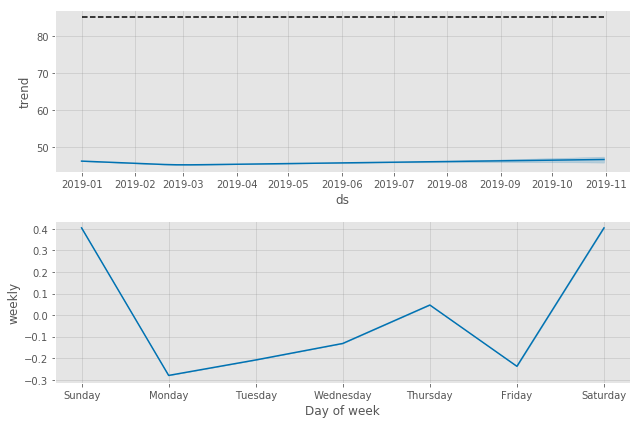 80
70
60
50
trend
2019-01 2019-02 2019-03 2019-04 2019-05 2019-06 2019-07 2019-08 2019-09 2019-10 2019-11
ds
0.4
0.3
0.2
0.1
0.0
−0.1
−0.2
−0.3
weekly
Sunday Monday Tuesday Wednesday Thursday Friday Saturday
Day of week